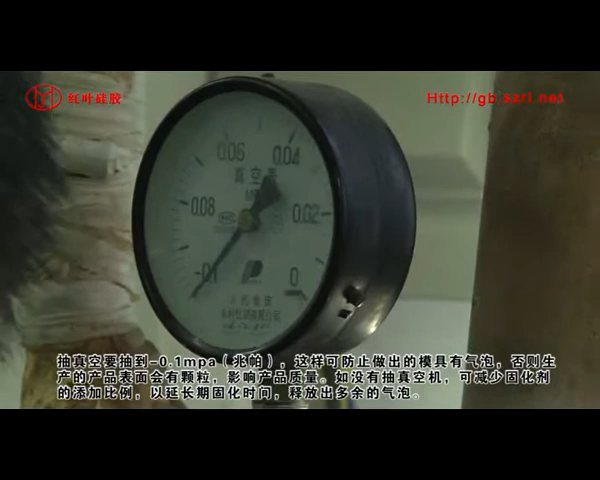 红叶硅胶
Http://gb.szrl.net
0.06
0.04
真空表
0.08
0.02
-0.1
0
抽真空要抽到-0.1mpa（兆帕），这样可防止做出的模具有气泡，否则生
产的产品表面会有颗粒，影响产品质量。如没有抽真空机，可减少固化剂
的添加比例，以延长期固化时间，释放出多余的气泡。